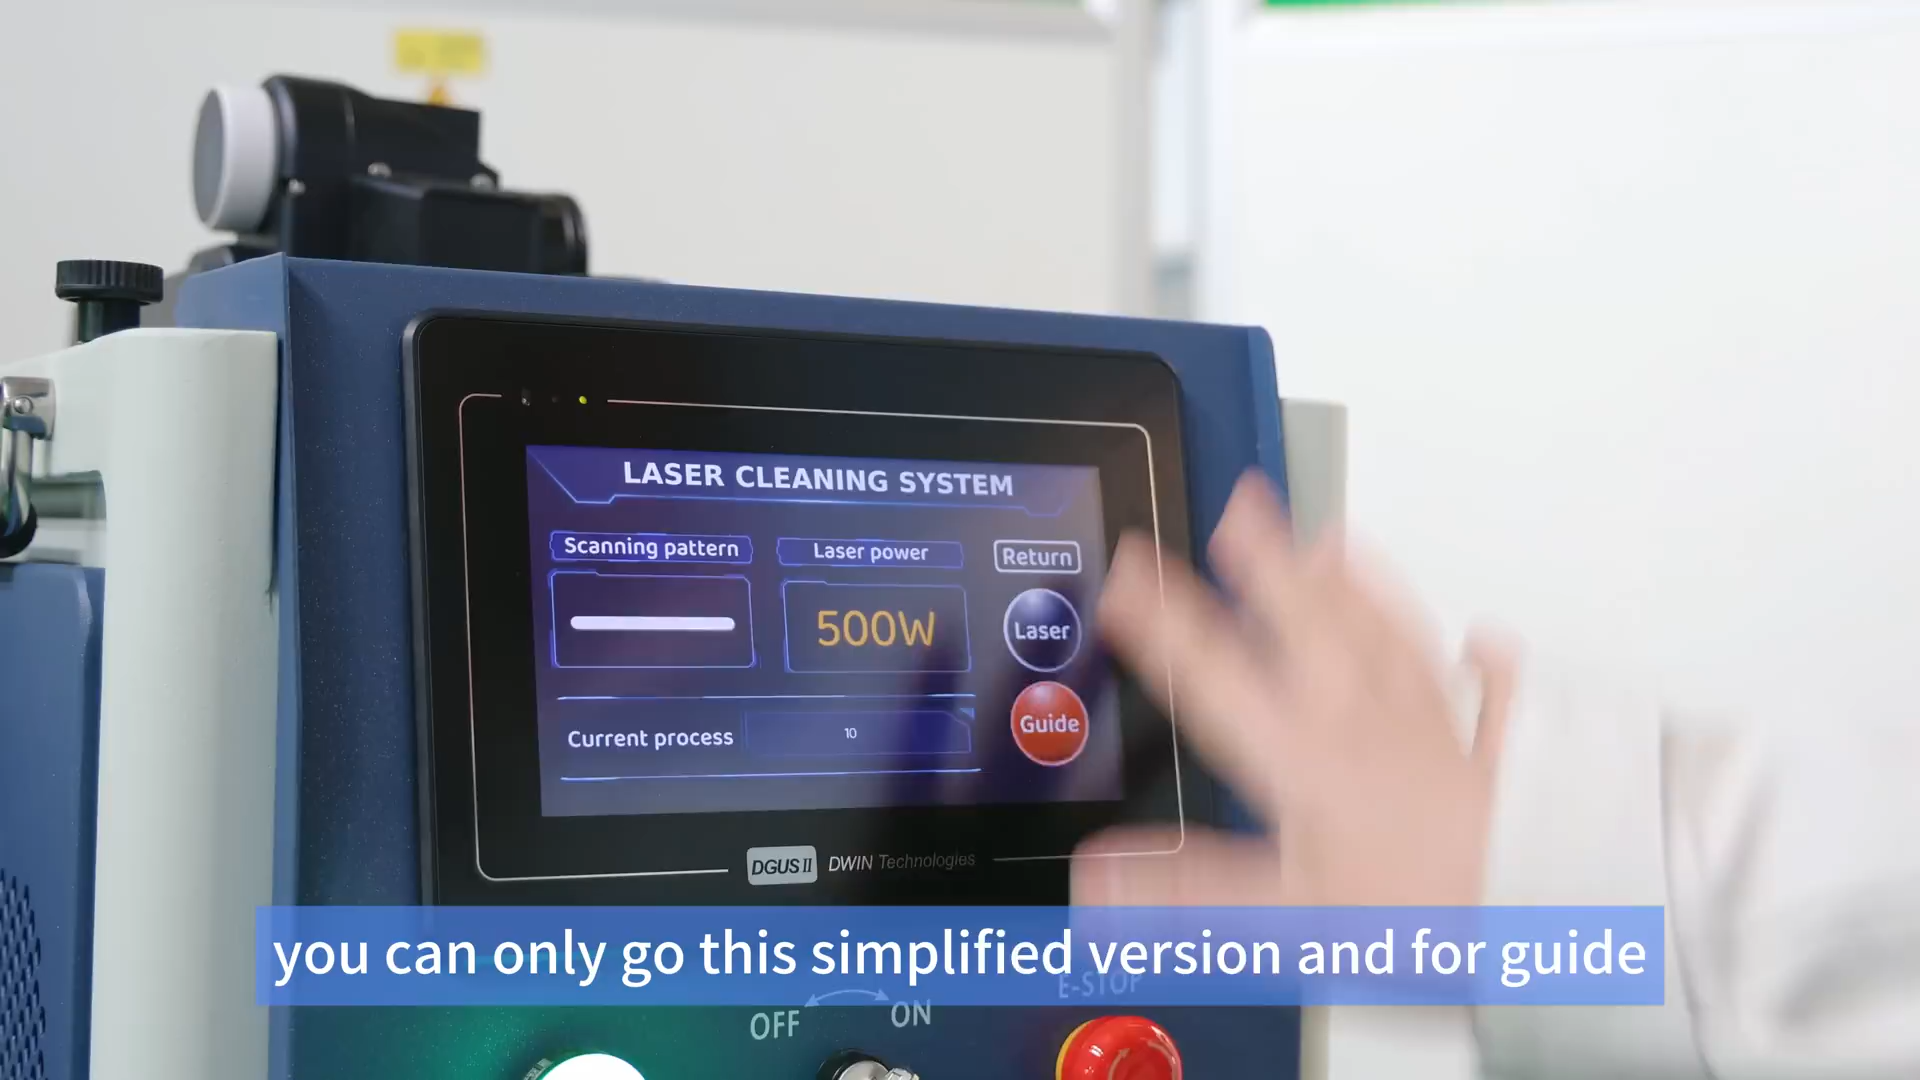 LASER CLEANING SYSTEM
Scanning pattern
Laser power
Return
500W
Laser
Guide
Current process
10
DGUS II DWIN Technologies
you can only go this simplified version and for guide
E-STOP
OFF
ON